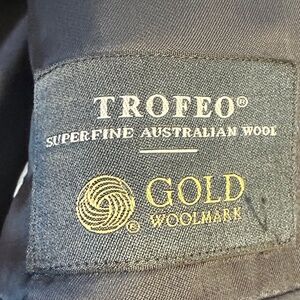 TROFEO®
SUPERFINE AUSTRALIAN WOOL
GOLD
® WOOLMARK